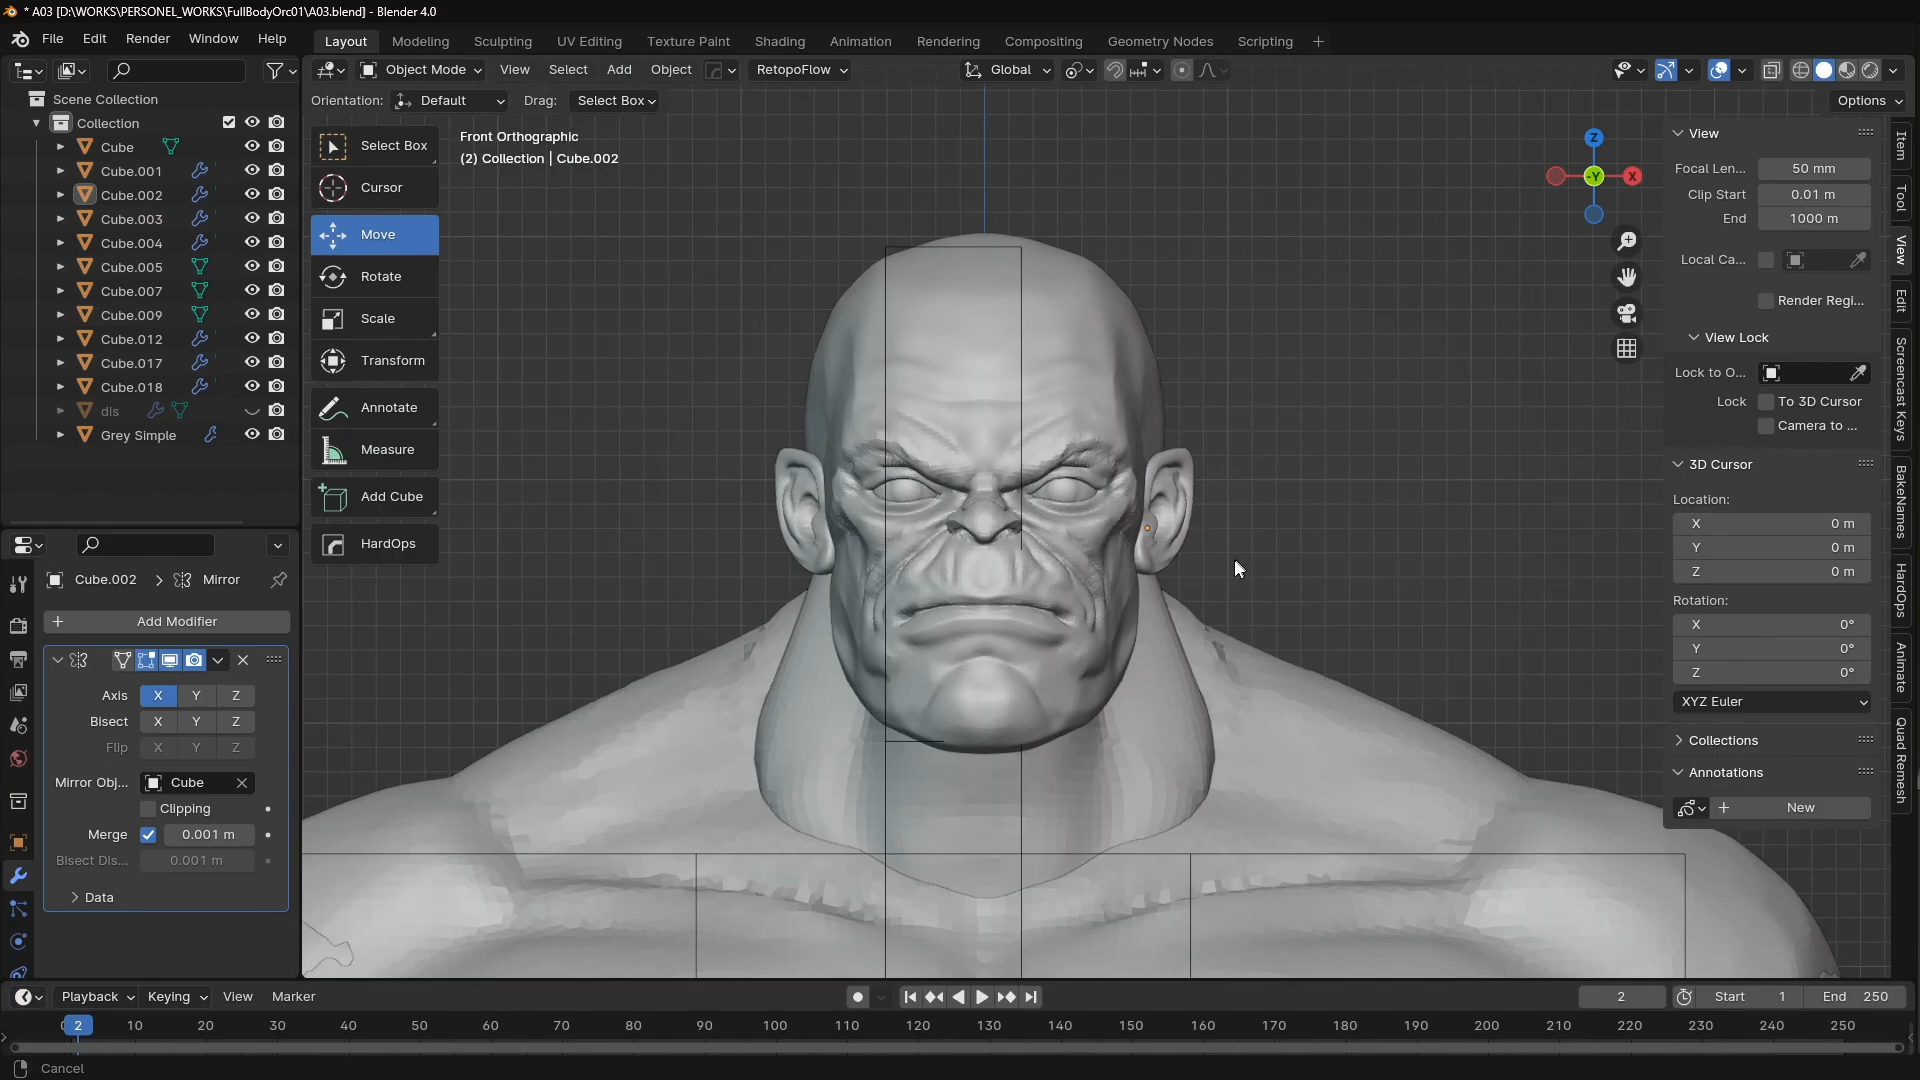 * A03 [D:\WORKS\PERSONEL_WORKS\FullBodyOrc01\A03.blend] - Blender 4.0
File Edit Render Window Help
Layout Modeling Sculpting UV Editing Texture Paint Shading Animation Rendering Compositing Geometry Nodes Scripting +
Object Mode View Select Add Object RetopoFlow Global
Orientation: Default Drag: Select Box Options
Scene Collection
Collection
Cube
Cube.001
Cube.002
Cube.003
Cube.004
Cube.005
Cube.007
Cube.009
Cube.012
Cube.017
Cube.018
dis
Grey Simple
Select Box
Cursor
Move
Rotate
Scale
Transform
Annotate
Measure
Add Cube
HardOps
Front Orthographic
(2) Collection | Cube.002
Z
-Y
X
View
Focal Len... 50 mm
Clip Start 0.01 m
End 1000 m
Local Ca...
Render Regi...
View Lock
Lock to O...
Lock To 3D Cursor
Camera to ...
3D Cursor
Location:
X 0 m
Y 0 m
Z 0 m
Rotation:
X 0°
Y 0°
Z 0°
XYZ Euler
Collections
Annotations
+ New
Item
Tool
View
Edit
Screencast Keys
BakeNames
HardOps
Animate
Quad Remesh
Cube.002 > Mirror
+ Add Modifier
Axis X Y Z
Bisect X Y Z
Flip X Y Z
Mirror Obj... Cube
Clipping
Merge 0.001 m
Bisect Dis... 0.001 m
Data
Playback Keying View Marker 2 Start 1 End 250
2 10 20 30 40 50 60 70 80 90 100 110 120 130 140 150 160 170 180 190 200 210 220 230 240 250
Cancel